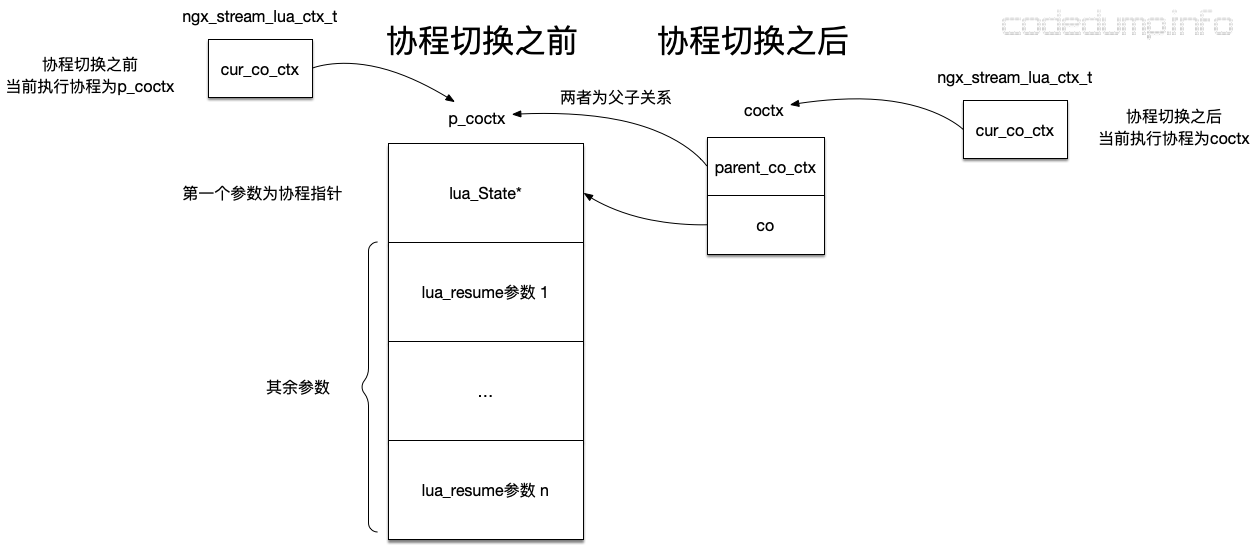 ngx_stream_lua_ctx_t
协程切换之前
协程切换之后
codedump.info
协程切换之前
当前执行协程为p_coctx
cur_co_ctx
两者为父子关系
ngx_stream_lua_ctx_t
p_coctx
coctx
cur_co_ctx
协程切换之后
当前执行协程为coctx
parent_co_ctx
第一个参数为协程指针
lua_State*
co
lua_resume参数 1
其余参数
...
lua_resume参数 n